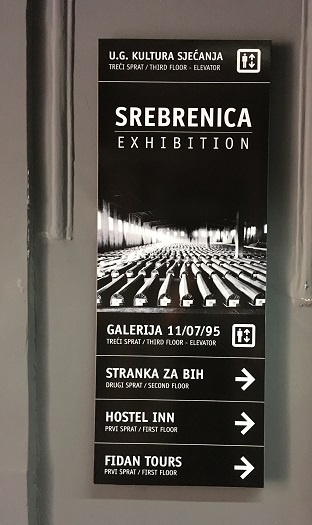 U.G. KULTURA SJEĆANJA
TREĆI SPRAT / THIRD FLOOR - ELEVATOR
SREBRENICA
EXHIBITION
GALERIJA 11/07/95
TREĆI SPRAT / THIRD FLOOR - ELEVATOR
STRANKA ZA BIH
DRUGI SPRAT / SECOND FLOOR
HOSTEL INN
PRVI SPRAT / FIRST FLOOR
FIDAN TOURS
PRVI SPRAT / FIRST FLOOR